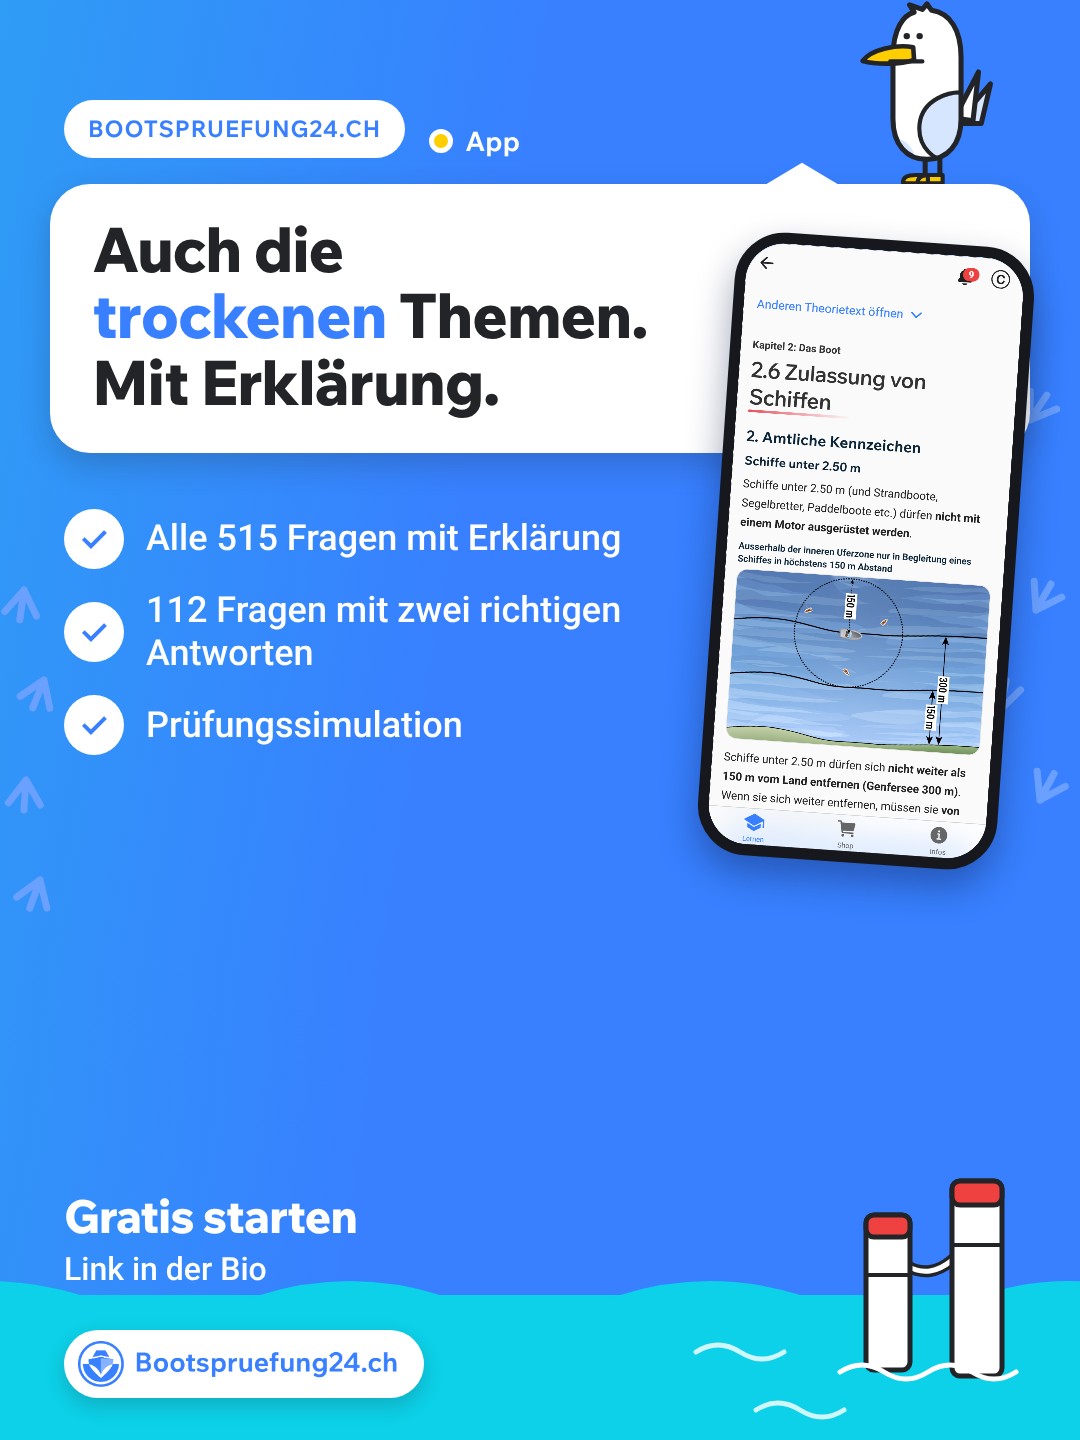 BOOTSPRUEFUNG24.CH
App
Auch die
trockenen Themen.
Mit Erklärung.
9
C
Anderen Theorietext öffnen
Kapitel 2: Das Boot
2.6 Zulassung von
Schiffen
2. Amtliche Kennzeichen
Schiffe unter 2.50 m
Schiffe unter 2.50 m (und Strandboote,
Segelbretter, Paddelboote etc.) dürfen nicht mit
einem Motor ausgerüstet werden.
Ausserhalb der inneren Uferzone nur in Begleitung eines
Schiffes in höchstens 150 m Abstand
150 m
300 m
150 m
Schiffe unter 2.50 m dürfen sich nicht weiter als
150 m vom Land entfernen (Genfersee 300 m).
Wenn sie sich weiter entfernen, müssen sie von
Lernen
Shop
Infos
Alle 515 Fragen mit Erklärung
112 Fragen mit zwei richtigen
Antworten
Prüfungssimulation
Gratis starten
Link in der Bio
Bootspruefung24.ch